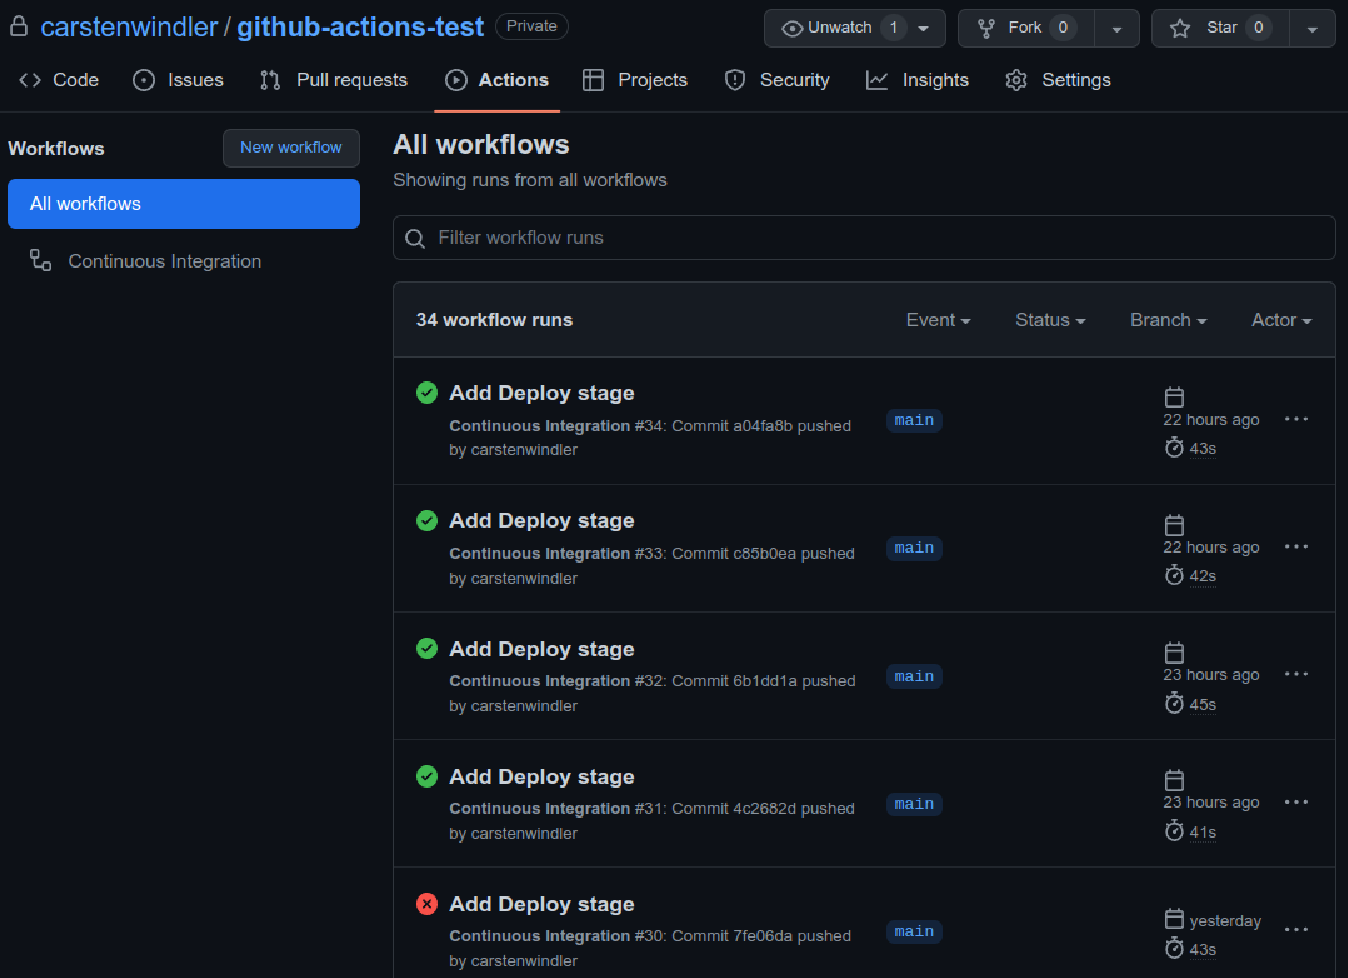 carstenwindler / github-actions-test Private Unwatch 1 Fork 0 Star 0
Code Issues Pull requests Actions Projects Security Insights Settings
Workflows New workflow
All workflows
Continuous Integration
All workflows
Showing runs from all workflows
Filter workflow runs
34 workflow runs Event Status Branch Actor
Add Deploy stage
Continuous Integration #34: Commit a04fa8b pushed
by carstenwindler
main
22 hours ago
43s
Add Deploy stage
Continuous Integration #33: Commit c85b0ea pushed
by carstenwindler
main
22 hours ago
42s
Add Deploy stage
Continuous Integration #32: Commit 6b1dd1a pushed
by carstenwindler
main
23 hours ago
45s
Add Deploy stage
Continuous Integration #31: Commit 4c2682d pushed
by carstenwindler
main
23 hours ago
41s
Add Deploy stage
Continuous Integration #30: Commit 7fe06da pushed
by carstenwindler
main
yesterday
43s